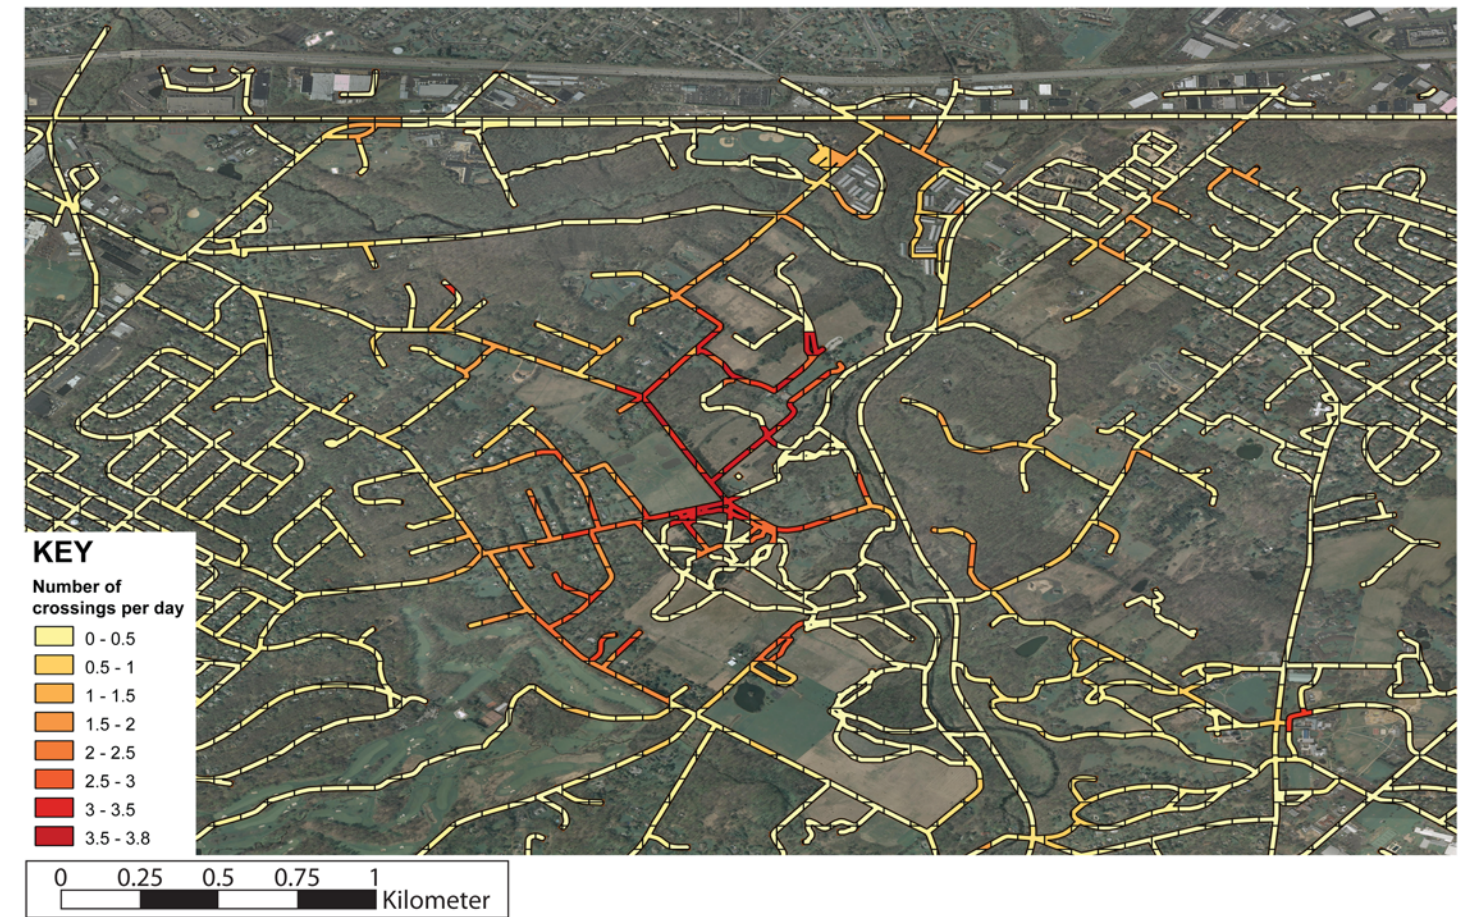 KEY
Number of
crossings per day
0 - 0.5
0.5 - 1
1 - 1.5
1.5 - 2
2 - 2.5
2.5 - 3
3 - 3.5
3.5 - 3.8
0 0.25 0.5 0.75 1
Kilometer